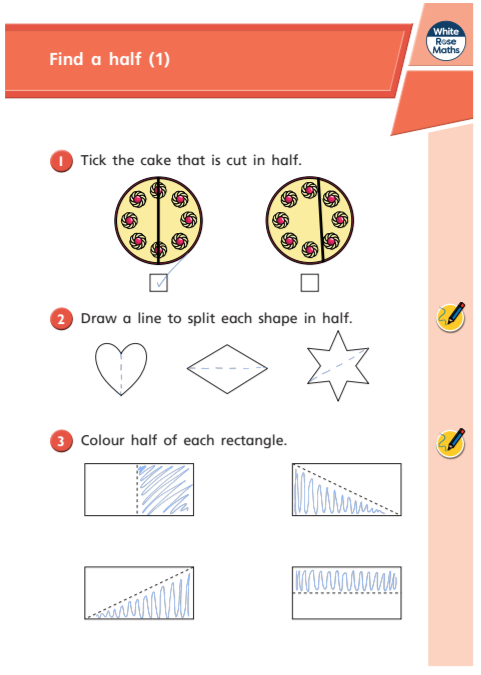 White
Rose
Maths
Find a half (1)
1 Tick the cake that is cut in half.
2 Draw a line to split each shape in half.
3 Colour half of each rectangle.